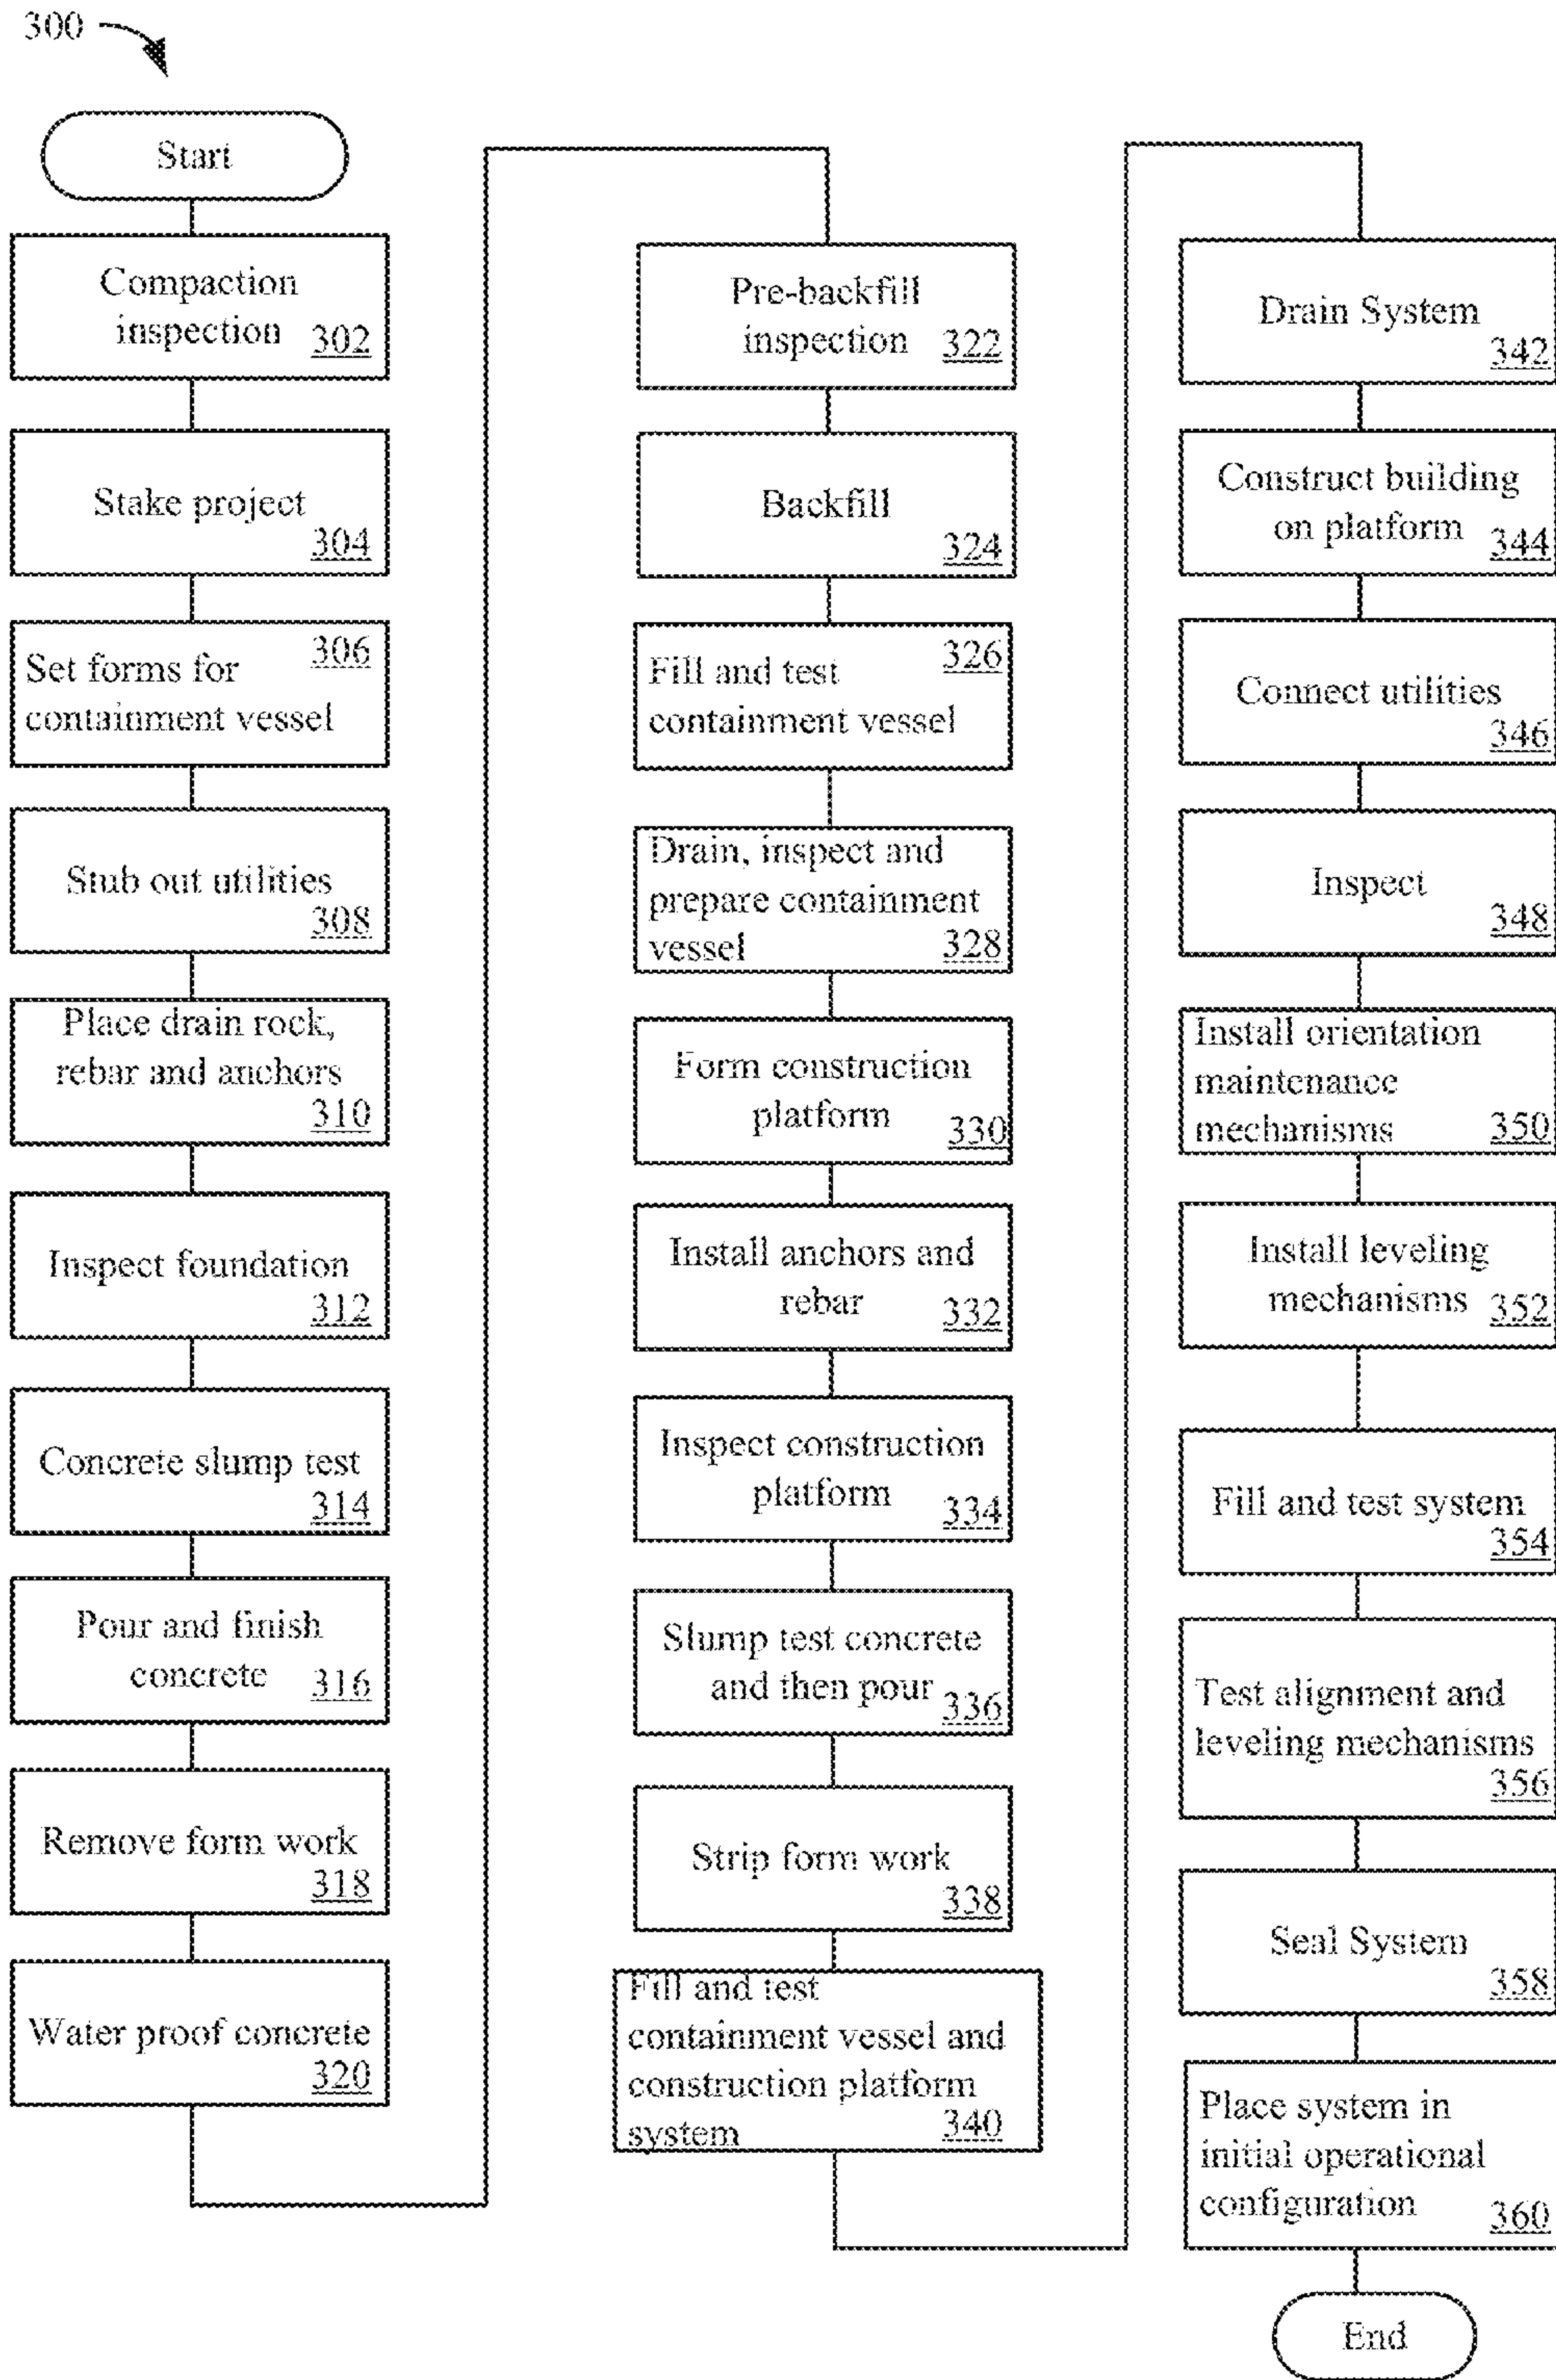 300
Start
Compaction
inspection 302
Stake project
304
306
Set forms for
containment vessel
Stub out utilities
308
Place drain rock,
rebar and anchors
310
Inspect foundation
312
Concrete slump test
314
Pour and finish
concrete 316
Remove form work
318
Water proof concrete
320
Pre-backfill
inspection 322
Backfill
324
326
Fill and test
containment vessel
Drain, inspect and
prepare containment
vessel 328
Form construction
platform 330
Install anchors and
rebar 332
Inspect construction
platform 334
Slump test concrete
and then pour 336
Strip form work
338
Fill and test
containment vessel and
construction platform
system 340
Drain System
342
Construct building
on platform 344
Connect utilities
346
Inspect
348
Install orientation
maintenance
mechanisms 350
Install leveling
mechanisms 352
Fill and test system
354
Test alignment and
leveling mechanisms
356
Seal System
358
Place system in
initial operational
configuration 360
End